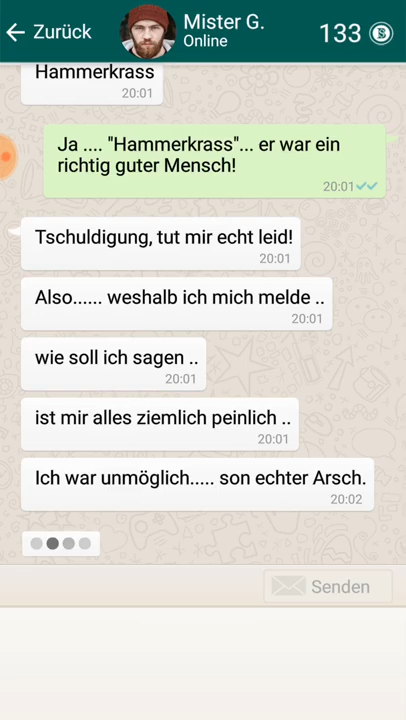 Zurück
Mister G.
Online
133
Hammerkrass
20:01
Ja .... "Hammerkrass"... er war ein
richtig guter Mensch!
20:01
Tschuldigung, tut mir echt leid!
20:01
Also...... weshalb ich mich melde ..
20:01
wie soll ich sagen ..
20:01
ist mir alles ziemlich peinlich ..
20:01
Ich war unmöglich..... son echter Arsch.
20:02
Senden